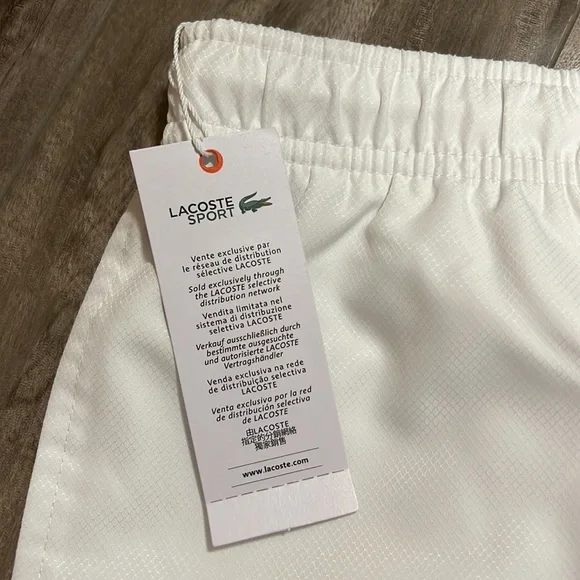 LACOSTE
SPORT
Vente exclusive par
le réseau de distribution
sélective LACOSTE
Sold exclusively through
the LACOSTE selective
distribution network
Vendita limitata nel
sistema di distribuzione
selettiva LACOSTE
Verkauf ausschließlich durch
bestimmte ausgesuchte
und autorisierte LACOSTE
Vertragshändler
Venda exclusiva na rede
de distribuição selectiva
LACOSTE
Venta exclusiva por la red
de distribución selectiva
de LACOSTE
由LACOSTE
指定的分銷網絡
獨家銷售
www.lacoste.com